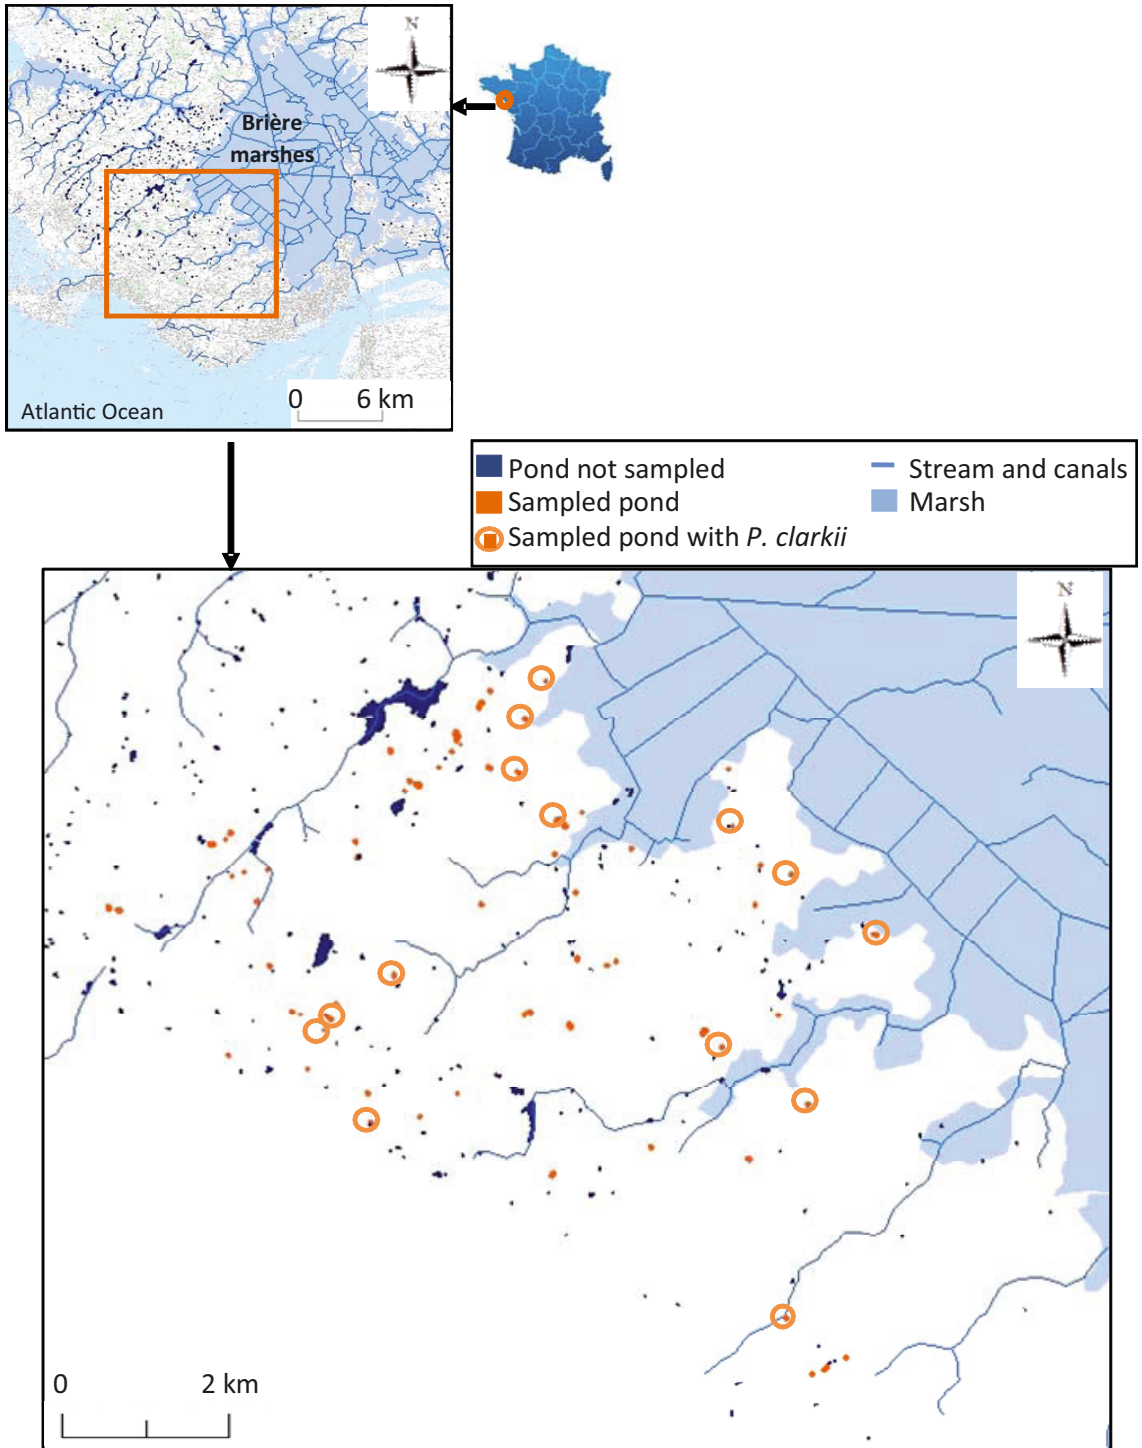 N
Brière
marshes
0 6 km
Atlantic Ocean
Pond not sampled
Sampled pond
Sampled pond with P. clarkii
Stream and canals
Marsh
N
0 2 km